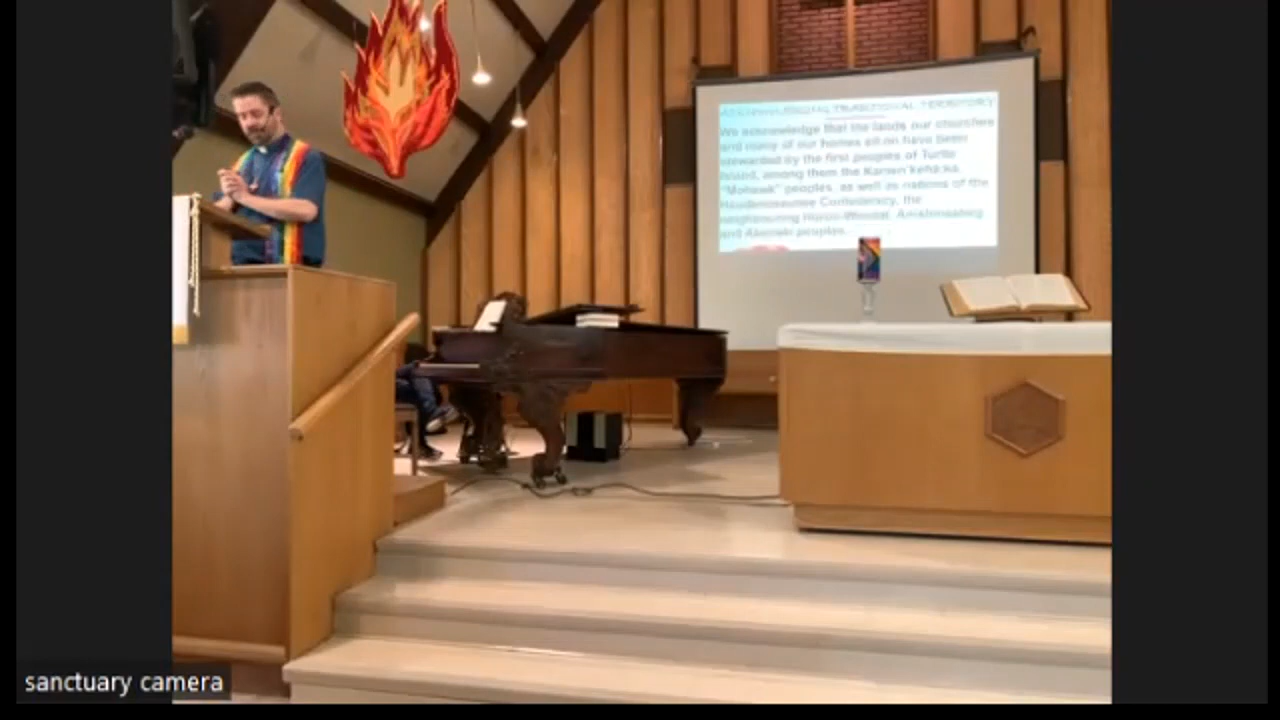 ACKNOWLEDGING TRADITIONAL TERRITORY
We acknowledge that the lands our churches
and many of our homes sit on have been
stewarded by the first peoples of Turtle
Island, among them the Kanien'kehá:ka,
"Mohawk" peoples, as well as nations of the
Haudenosaunee Confederacy, the
neighbouring Huron-Wendat, Anishinaabeg
and Abenaki peoples.
sanctuary camera